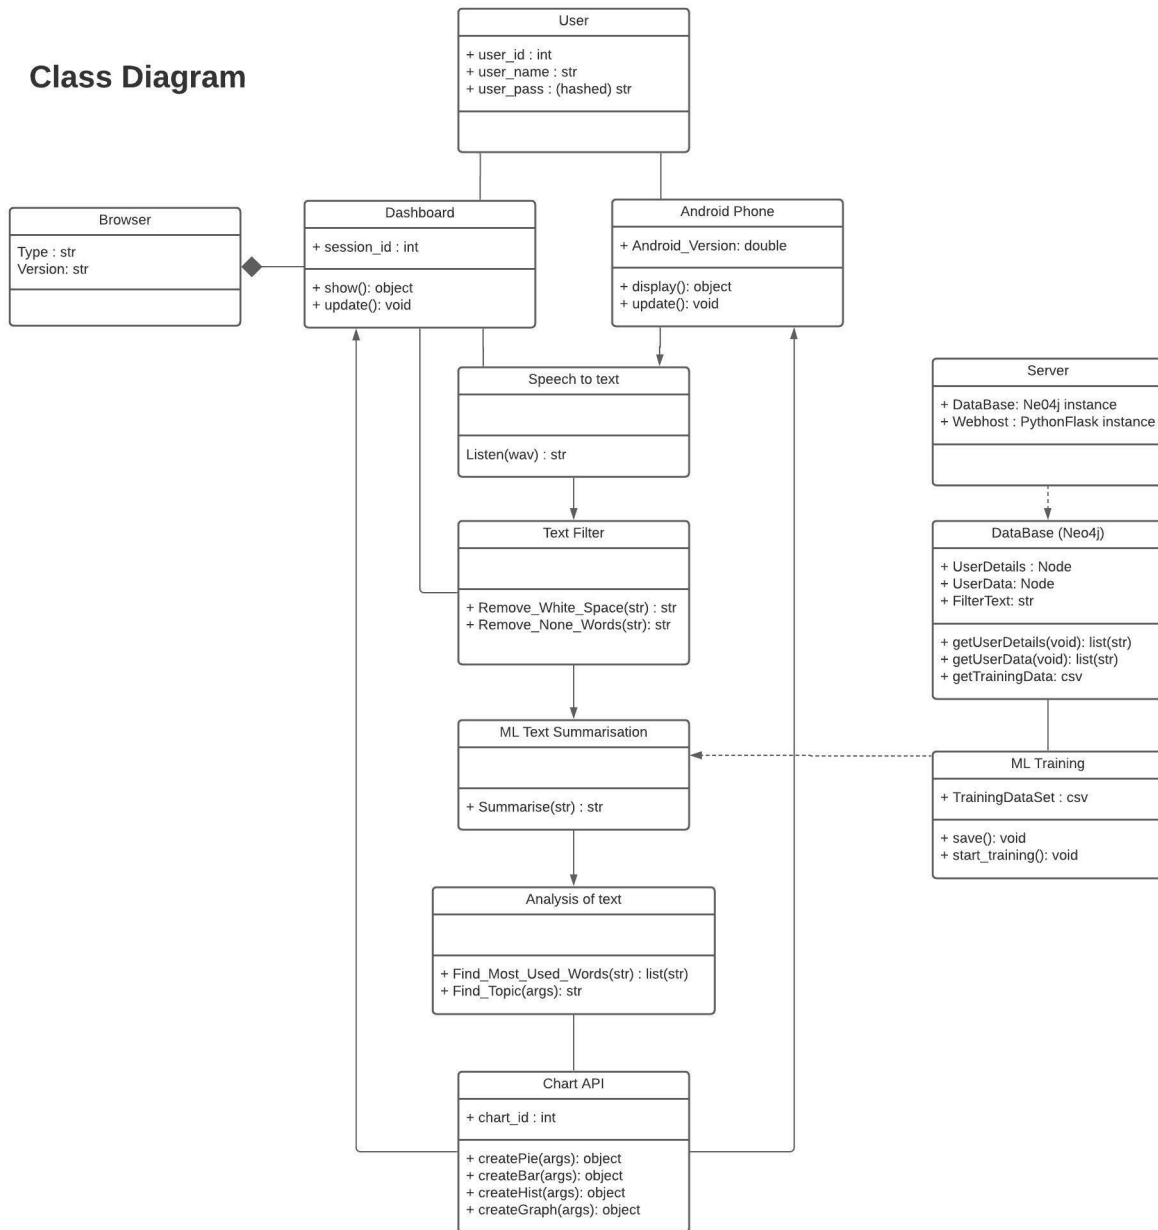 Class Diagram
User
+ user_id : int
+ user_name : str
+ user_pass : (hashed) str
Browser
Type : str
Version: str
Dashboard
+ session_id : int
+ show(): object
+ update(): void
Android Phone
+ Android_Version: double
+ display(): object
+ update(): void
Speech to text
Listen(wav) : str
Text Filter
+ Remove_White_Space(str) : str
+ Remove_None_Words(str): str
ML Text Summarisation
+ Summarise(str) : str
Analysis of text
+ Find_Most_Used_Words(str) : list(str)
+ Find_Topic(args): str
Chart API
+ chart_id : int
+ createPie(args): object
+ createBar(args): object
+ createHist(args): object
+ createGraph(args): object
Server
+ DataBase: Ne04j instance
+ Webhost : PythonFlask instance
DataBase (Neo4j)
+ UserDetails : Node
+ UserData: Node
+ FilterText: str
+ getUserDetails(void): list(str)
+ getUserData(void): list(str)
+ getTrainingData: csv
ML Training
+ TrainingDataSet : csv
+ save(): void
+ start_training(): void